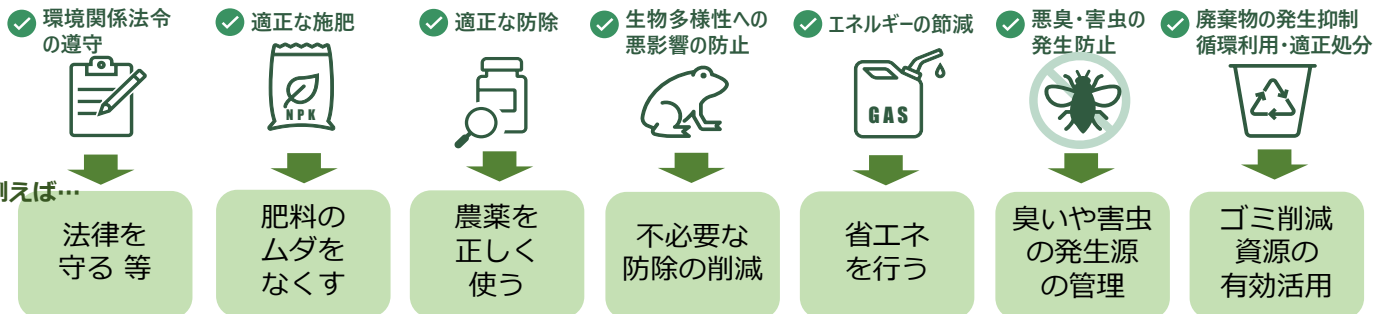 環境関係法令
の遵守
適正な施肥
適正な防除
生物多様性への
悪影響の防止
エネルギーの節減
悪臭・害虫の
発生防止
廃棄物の発生抑制
循環利用・適正処分
NPK
GAS
例えば…
法律を
守る 等
肥料の
ムダを
なくす
農薬を
正しく
使う
不必要な
防除の削減
省エネ
を行う
臭いや害虫
の発生源
の管理
ゴミ削減
資源の
有効活用